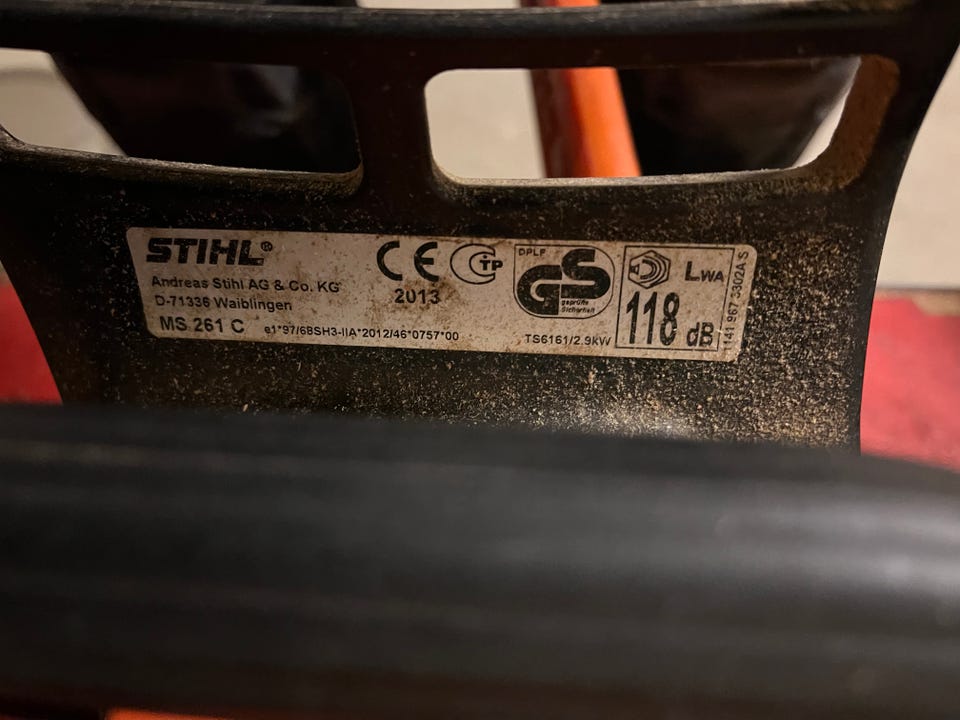 STIHL®
Andreas Stihl AG & Co. KG
D-71336 Waiblingen
MS 261 C
e1*97/68SH3-IIA*2012/46*0757*00
CE
2013
CTP
DPLF
GS
geprüfte
Sicherheit
TS6161/2.9kW
LWA
118 dB
1141 967 3302A S